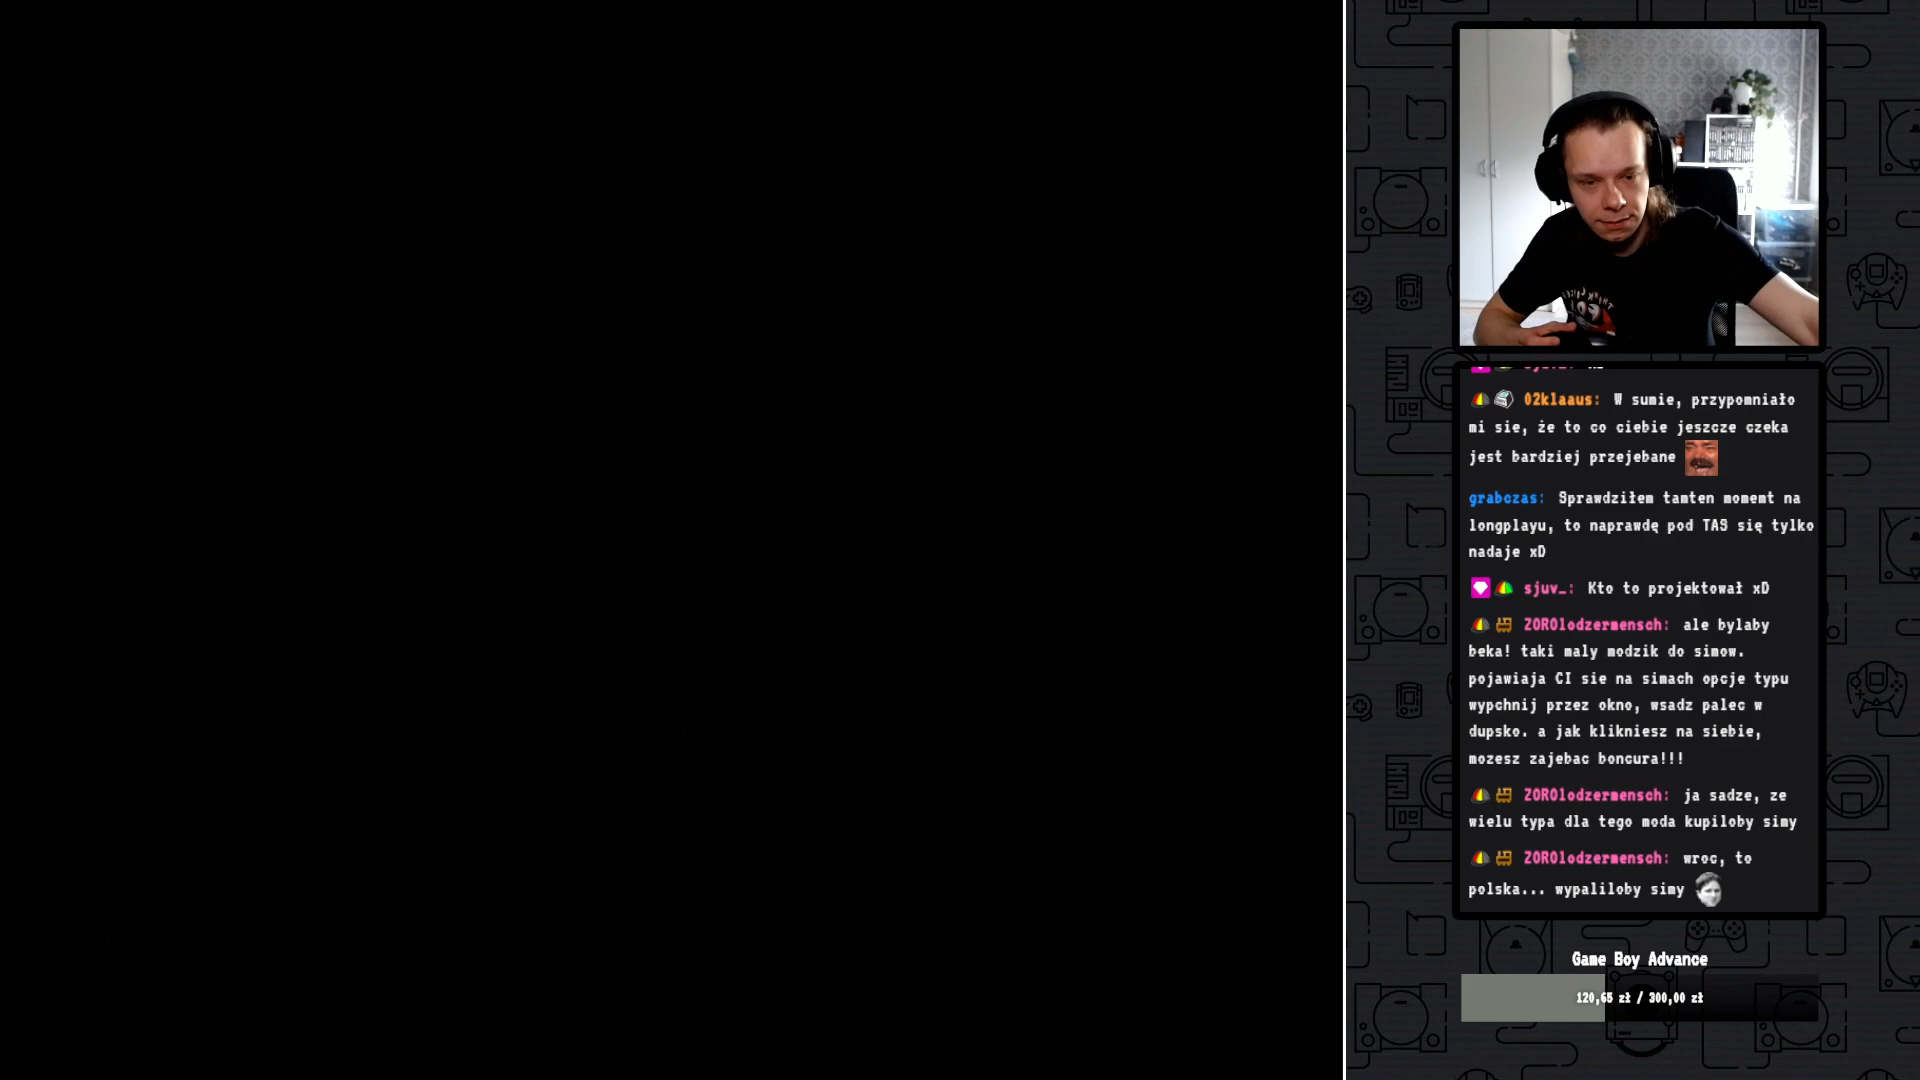 02klaaus: W sumie, przypomniało
mi sie, że to co ciebie jeszcze czeka
jest bardziej przejebane
grabczas: Sprawdziłem tamten moment na
longplayu, to naprawdę pod TAS się tylko
nadaje xD
sjuv_: Kto to projektował xD
ZOROlodzermensch: ale bylaby
beka! taki maly modzik do simow.
pojawiaja CI sie na simach opcje typu
wypchnij przez okno, wsadz palec w
dupsko. a jak klikniesz na siebie,
mozesz zajebac boncura!!!
ZOROlodzermensch: ja sadze, ze
wielu typa dla tego moda kupiloby simy
ZOROlodzermensch: wroc, to
polska... wypaliloby simy
Game Boy Advance
120,65 zł / 300,00 zł